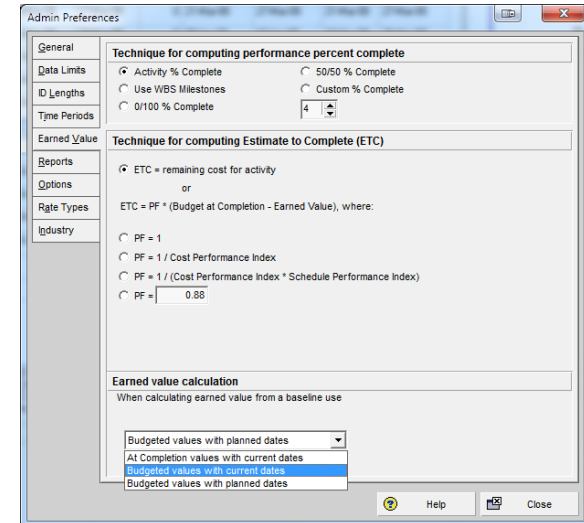 Admin Preferences
General
Data Limits
ID Lengths
Time Periods
Earned Value
Reports
Options
Rate Types
Industry
Technique for computing performance percent complete
Activity % Complete
50/50 % Complete
Use WBS Milestones
Custom % Complete
0/100 % Complete
4
Technique for computing Estimate to Complete (ETC)
ETC = remaining cost for activity
or
ETC = PF * (Budget at Completion - Earned Value), where:
PF = 1
PF = 1 / Cost Performance Index
PF = 1 / (Cost Performance Index * Schedule Performance Index)
PF = 0.88
Earned value calculation
When calculating earned value from a baseline use
Budgeted values with planned dates
At Completion values with current dates
Budgeted values with current dates
Budgeted values with planned dates
Help
Close